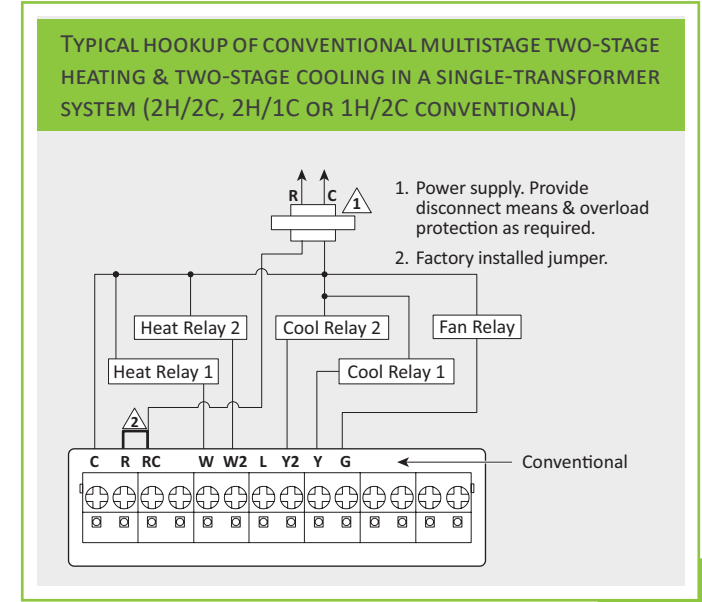 TYPICAL HOOKUP OF CONVENTIONAL MULTISTAGE TWO-STAGE
HEATING & TWO-STAGE COOLING IN A SINGLE-TRANSFORMER
SYSTEM (2H/2C, 2H/1C OR 1H/2C CONVENTIONAL)
R C 1
1. Power supply. Provide
disconnect means & overload
protection as required.
2. Factory installed jumper.
Heat Relay 2 Cool Relay 2 Fan Relay
Heat Relay 1 Cool Relay 1
2
C R RC W W2 L Y2 Y G Conventional